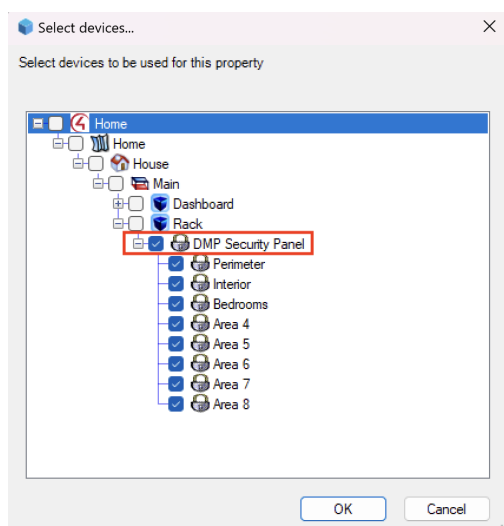 Select devices...
Select devices to be used for this property
Home
Home
House
Main
Dashboard
Rack
DMP Security Panel
Perimeter
Interior
Bedrooms
Area 4
Area 5
Area 6
Area 7
Area 8
OK Cancel